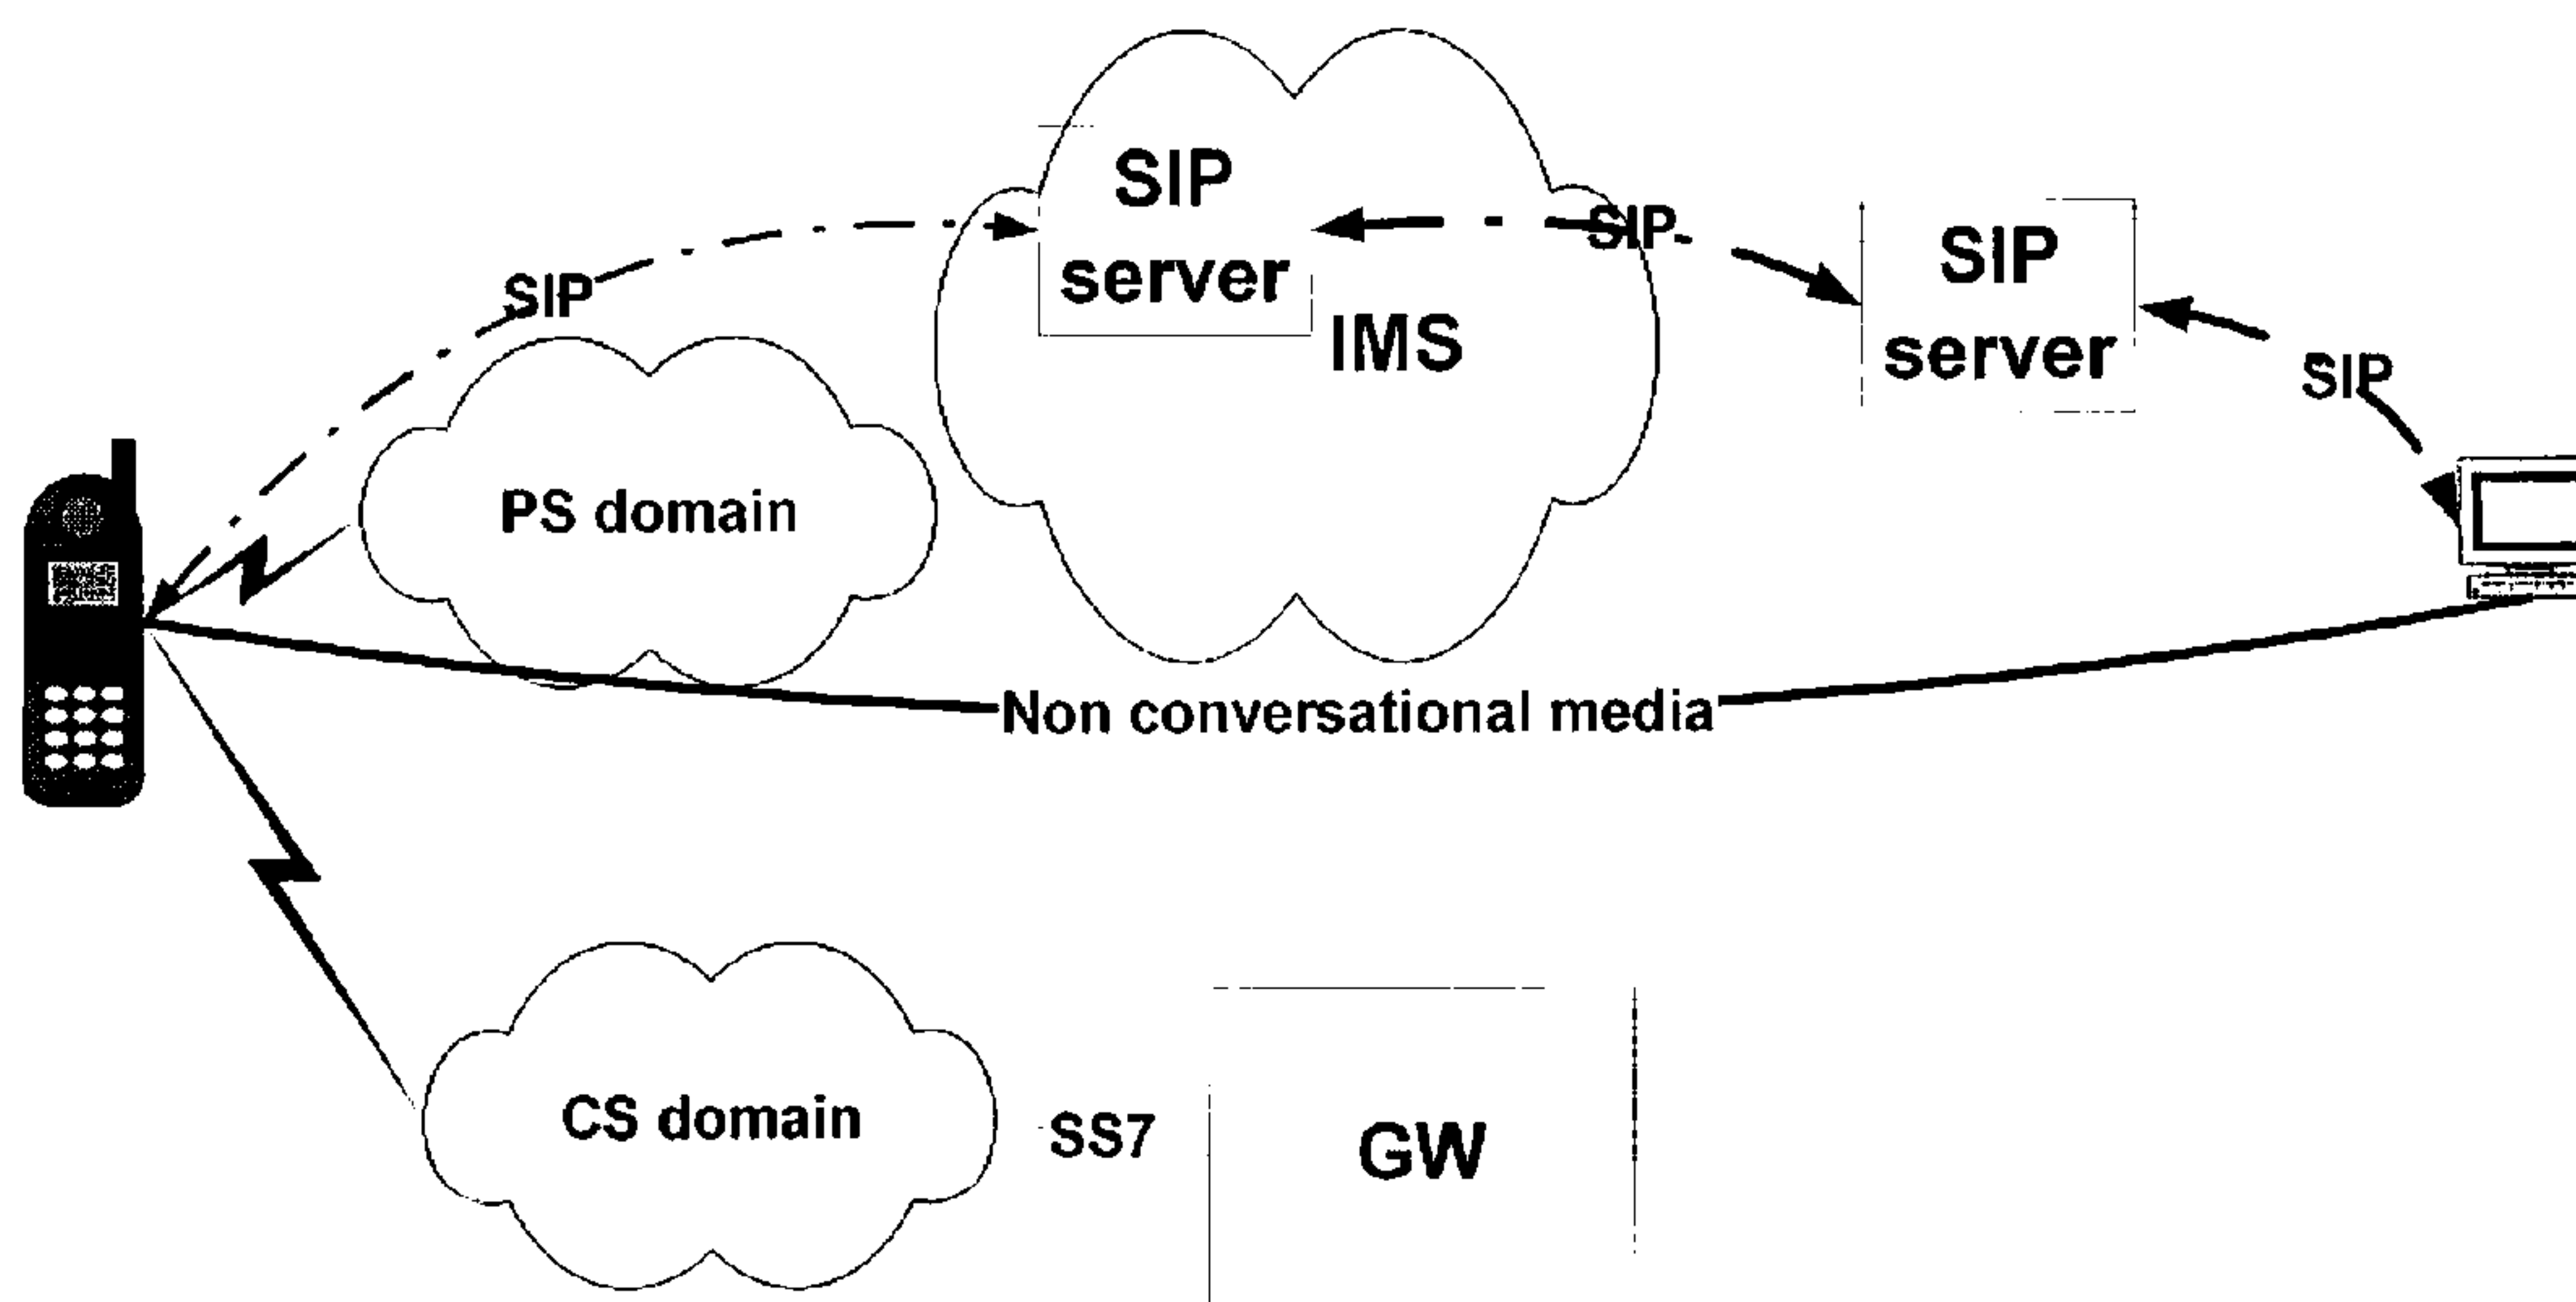 SIP
server
IMS
SIP
SIP
SIP
server
SIP
PS domain
Non conversational media
CS domain
SS7
GW